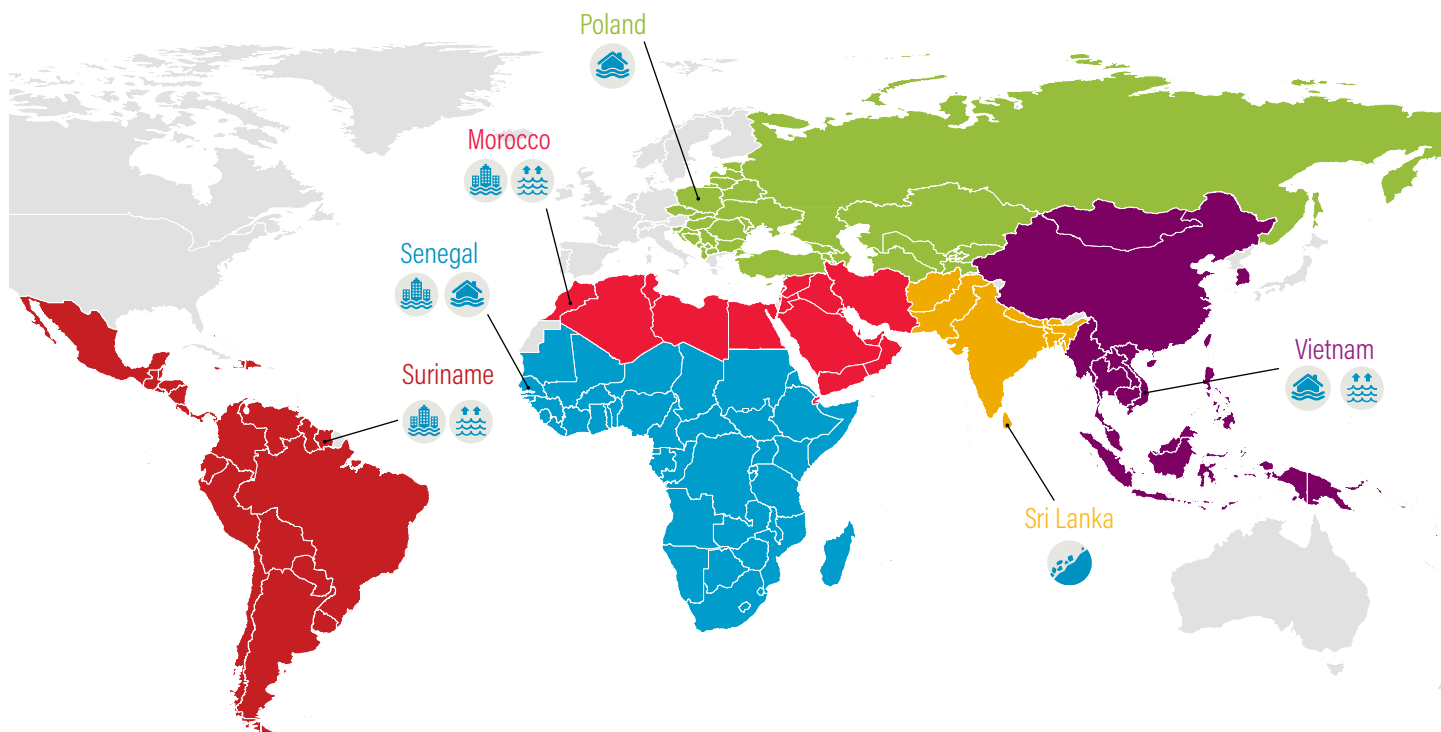 Poland
Morocco
Senegal
Suriname
Vietnam
Sri Lanka